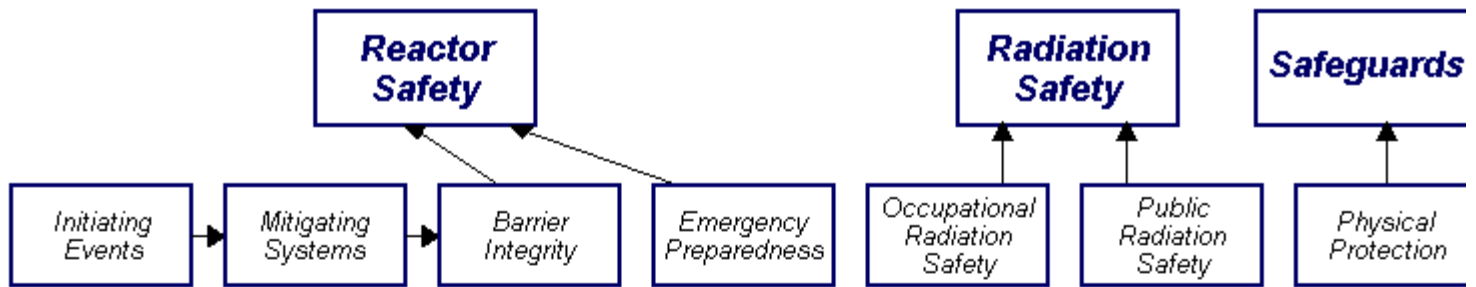 Reactor
Safety
Radiation
Safety
Safeguards
Initiating
Events
Mitigating
Systems
Barrier
Integrity
Emergency
Preparedness
Occupational
Radiation
Safety
Public
Radiation
Safety
Physical
Protection